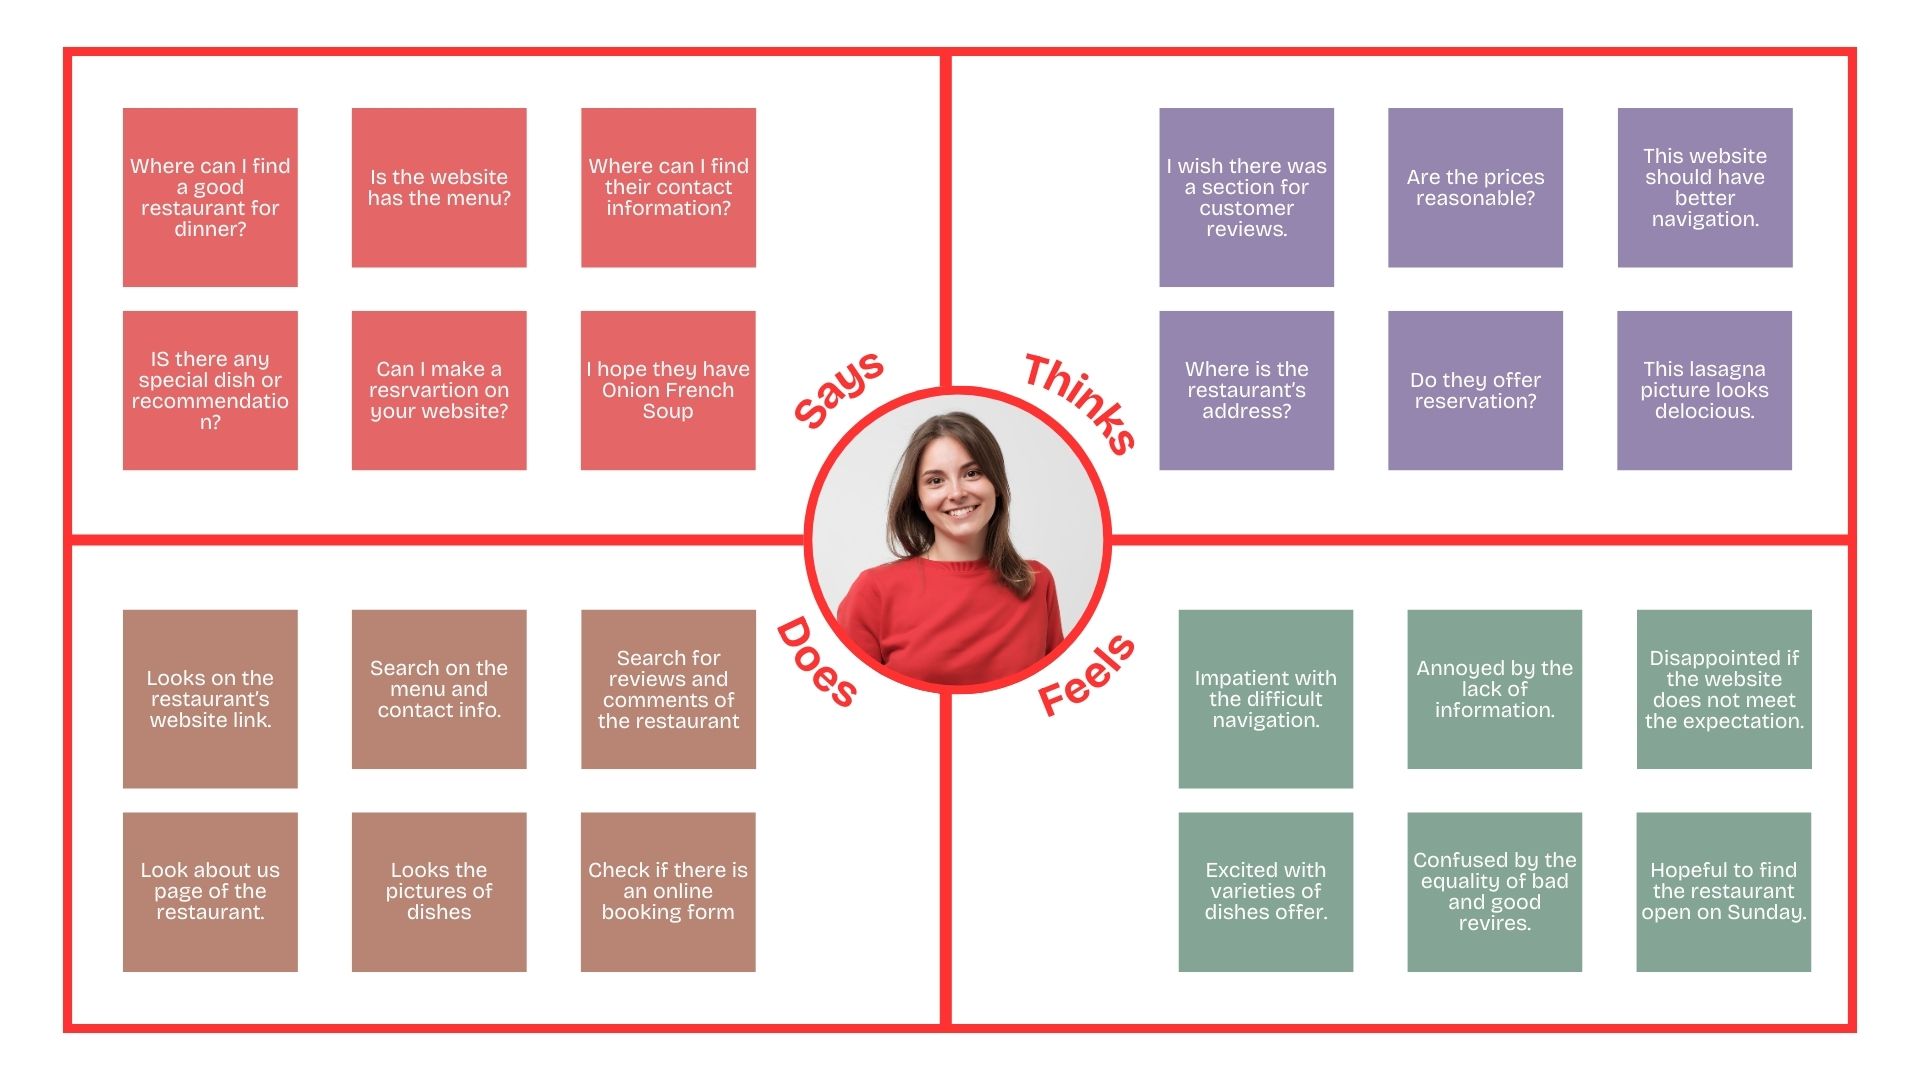 Where can I find
a good
restaurant for
dinner?
Is the website
has the menu?
Where can I find
their contact
information?
IS there any
special dish or
recommendatio
n?
Can I make a
resrvartion on
your website?
I hope they have
Onion French
Soup
Says
Thinks
I wish there was
a section for
customer
reviews.
Are the prices
reasonable?
This website
should have
better
navigation.
Where is the
restaurant's
address?
Do they offer
reservation?
This lasagna
picture looks
delocious.
Does
Looks on the
restaurant's
website link.
Search on the
menu and
contact info.
Search for
reviews and
comments of
the restaurant
Look about us
page of the
restaurant.
Looks the
pictures of
dishes
Check if there is
an online
booking form
Feels
Impatient with
the difficult
navigation.
Annoyed by the
lack of
information.
Disappointed if
the website
does not meet
the expectation.
Excited with
varieties of
dishes offer.
Confused by the
equality of bad
and good
revires.
Hopeful to find
the restaurant
open on Sunday.